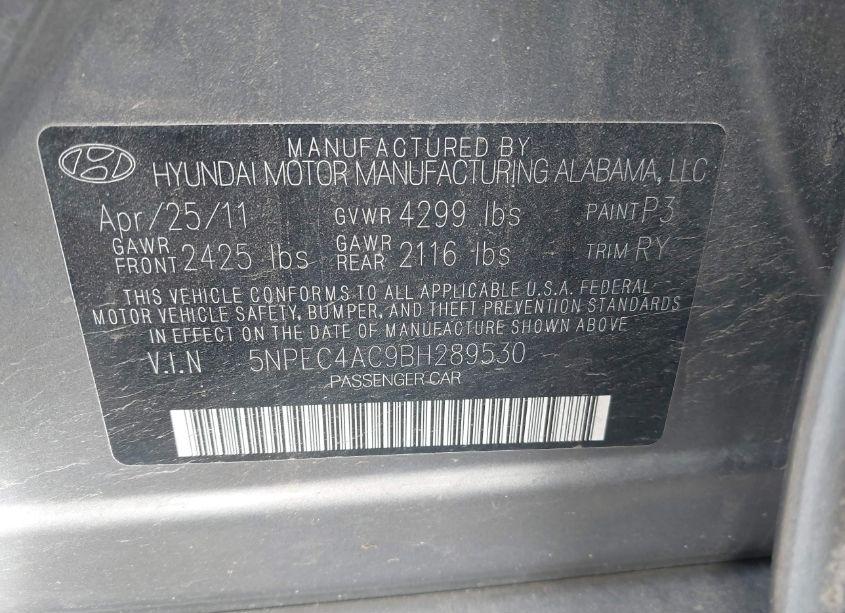 MANUFACTURED BY
HYUNDAI MOTOR MANUFACTURING ALABAMA, LLC
Apr/25/11 GVWR 4299 lbs PAINT P3
GAWR FRONT 2425 lbs GAWR REAR 2116 lbs TRIM RY
THIS VEHICLE CONFORMS TO ALL APPLICABLE U.S.A. FEDERAL
MOTOR VEHICLE SAFETY, BUMPER, AND THEFT PREVENTION STANDARDS
IN EFFECT ON THE DATE OF MANUFACTURE SHOWN ABOVE
V.I.N 5NPEC4AC9BH289530
PASSENGER CAR